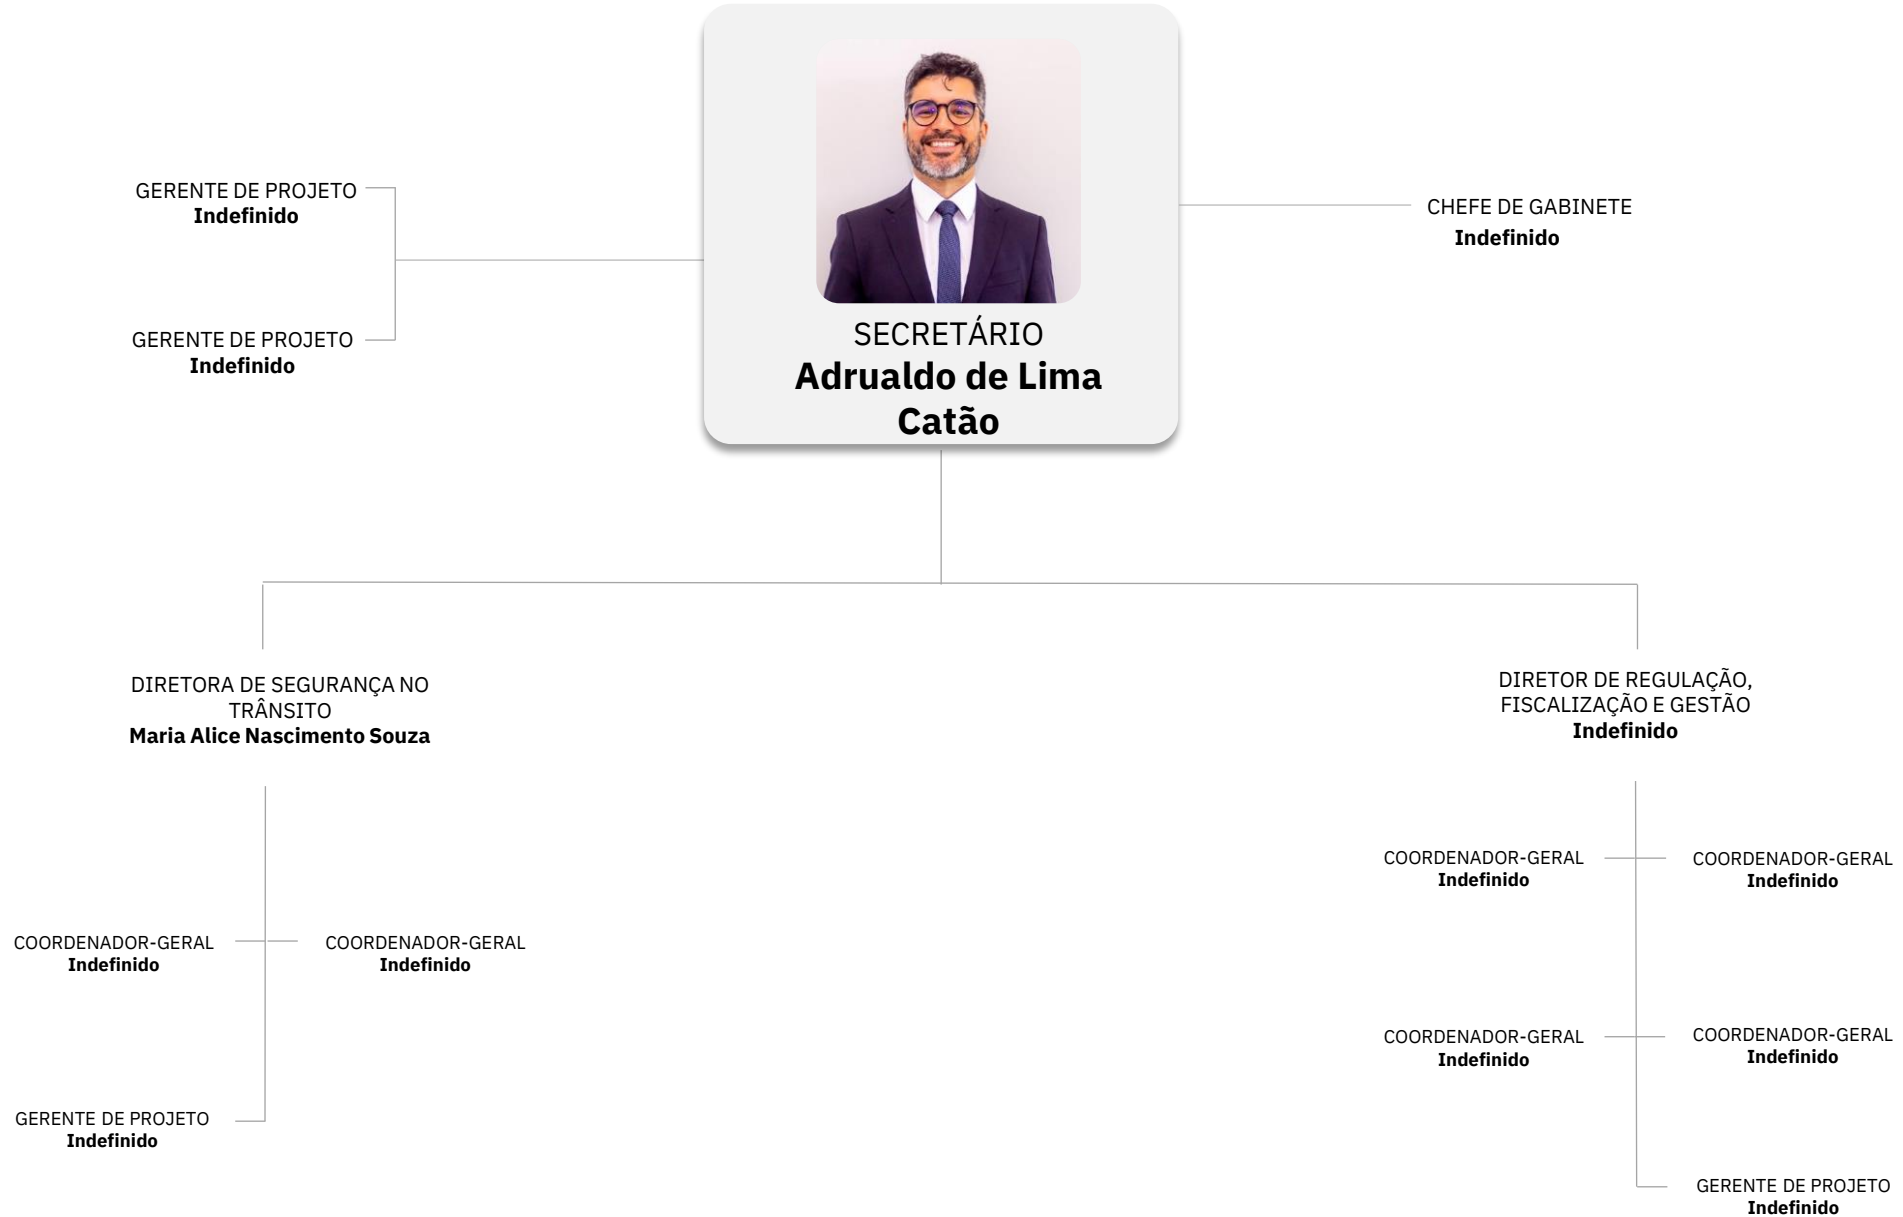 GERENTE DE PROJETO
Indefinido
GERENTE DE PROJETO
Indefinido
SECRETÁRIO
Adrualdo de Lima
Catão
CHEFE DE GABINETE
Indefinido
DIRETORA DE SEGURANÇA NO
TRÂNSITO
Maria Alice Nascimento Souza
COORDENADOR-GERAL
Indefinido
COORDENADOR-GERAL
Indefinido
GERENTE DE PROJETO
Indefinido
DIRETOR DE REGULAÇÃO,
FISCALIZAÇÃO E GESTÃO
Indefinido
COORDENADOR-GERAL
Indefinido
COORDENADOR-GERAL
Indefinido
COORDENADOR-GERAL
Indefinido
COORDENADOR-GERAL
Indefinido
GERENTE DE PROJETO
Indefinido